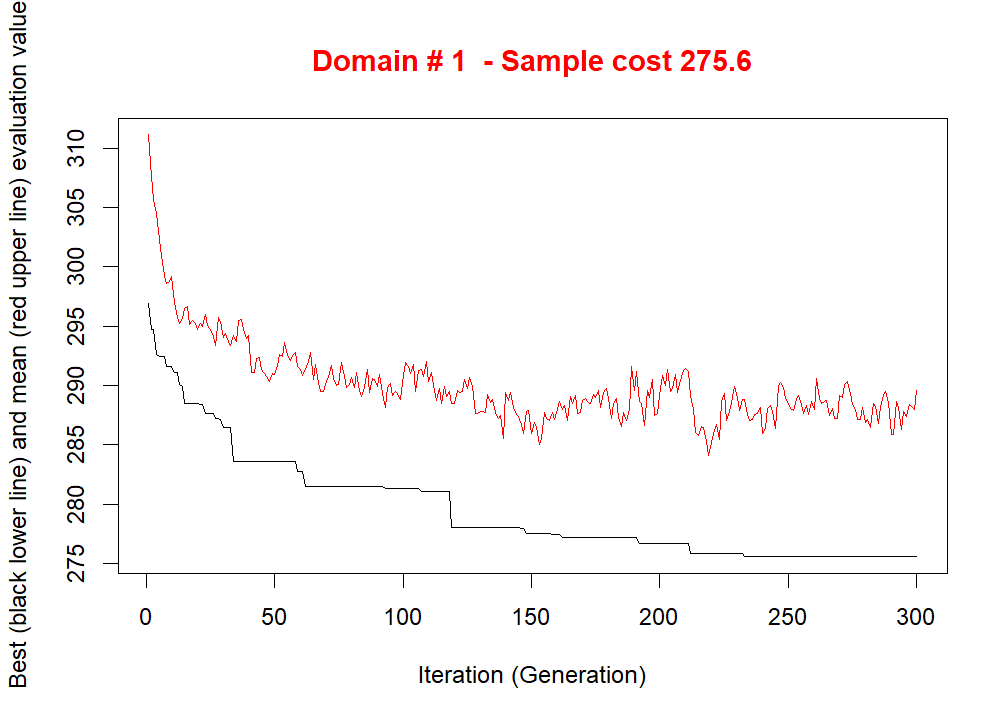 Domain # 1  - Sample cost 275.6
Best (black lower line) and mean (red upper line) evaluation value
310
305
300
295
290
285
280
275
0 50 100 150 200 250 300
Iteration (Generation)